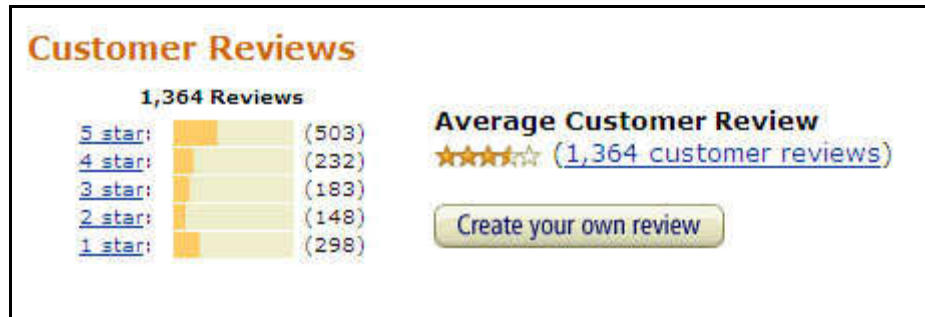 Customer Reviews
1,364 Reviews
5 star: (503)
4 star: (232)
3 star: (183)
2 star: (148)
1 star: (298)
Average Customer Review
(1,364 customer reviews)
Create your own review